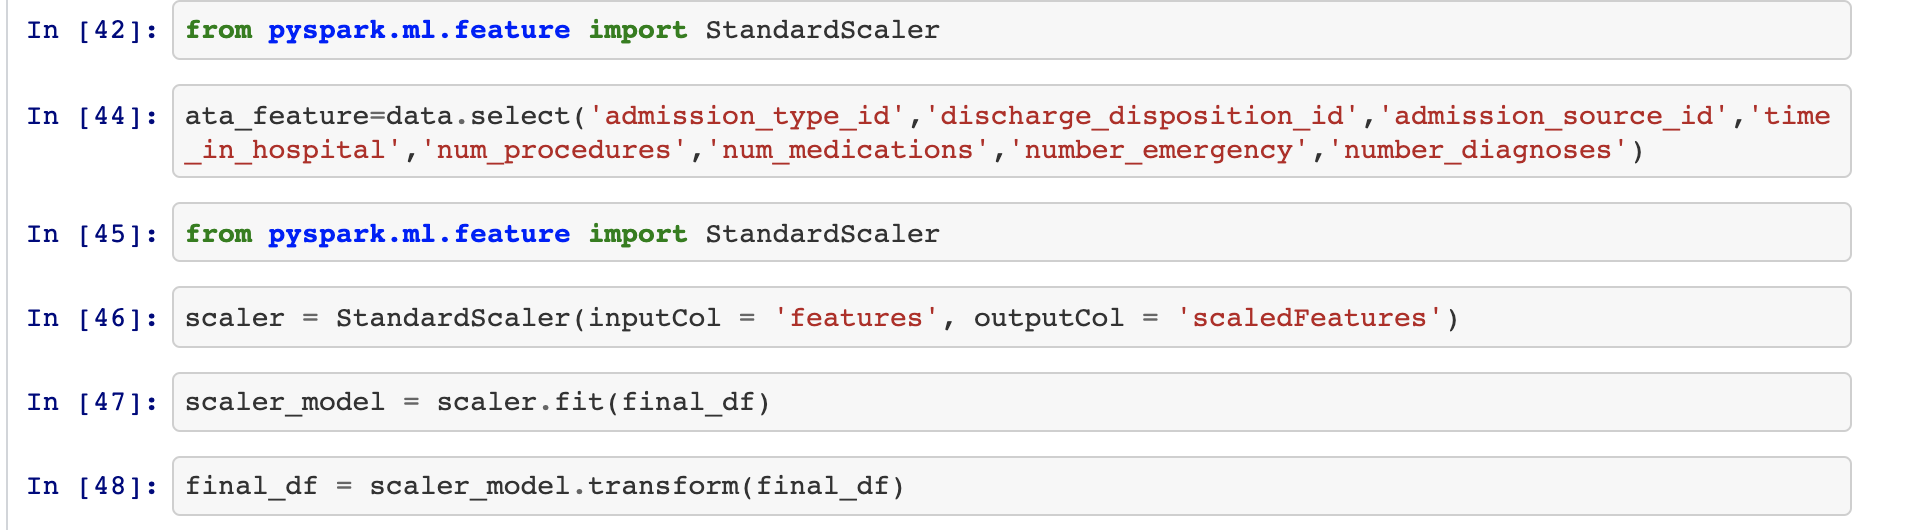 In [42]: from pyspark.ml.feature import StandardScaler
In [44]: ata_feature=data.select('admission_type_id','discharge_disposition_id','admission_source_id','time
_in_hospital','num_procedures','num_medications','number_emergency','number_diagnoses')
In [45]: from pyspark.ml.feature import StandardScaler
In [46]: scaler = StandardScaler(inputCol = 'features', outputCol = 'scaledFeatures')
In [47]: scaler_model = scaler.fit(final_df)
In [48]: final_df = scaler_model.transform(final_df)